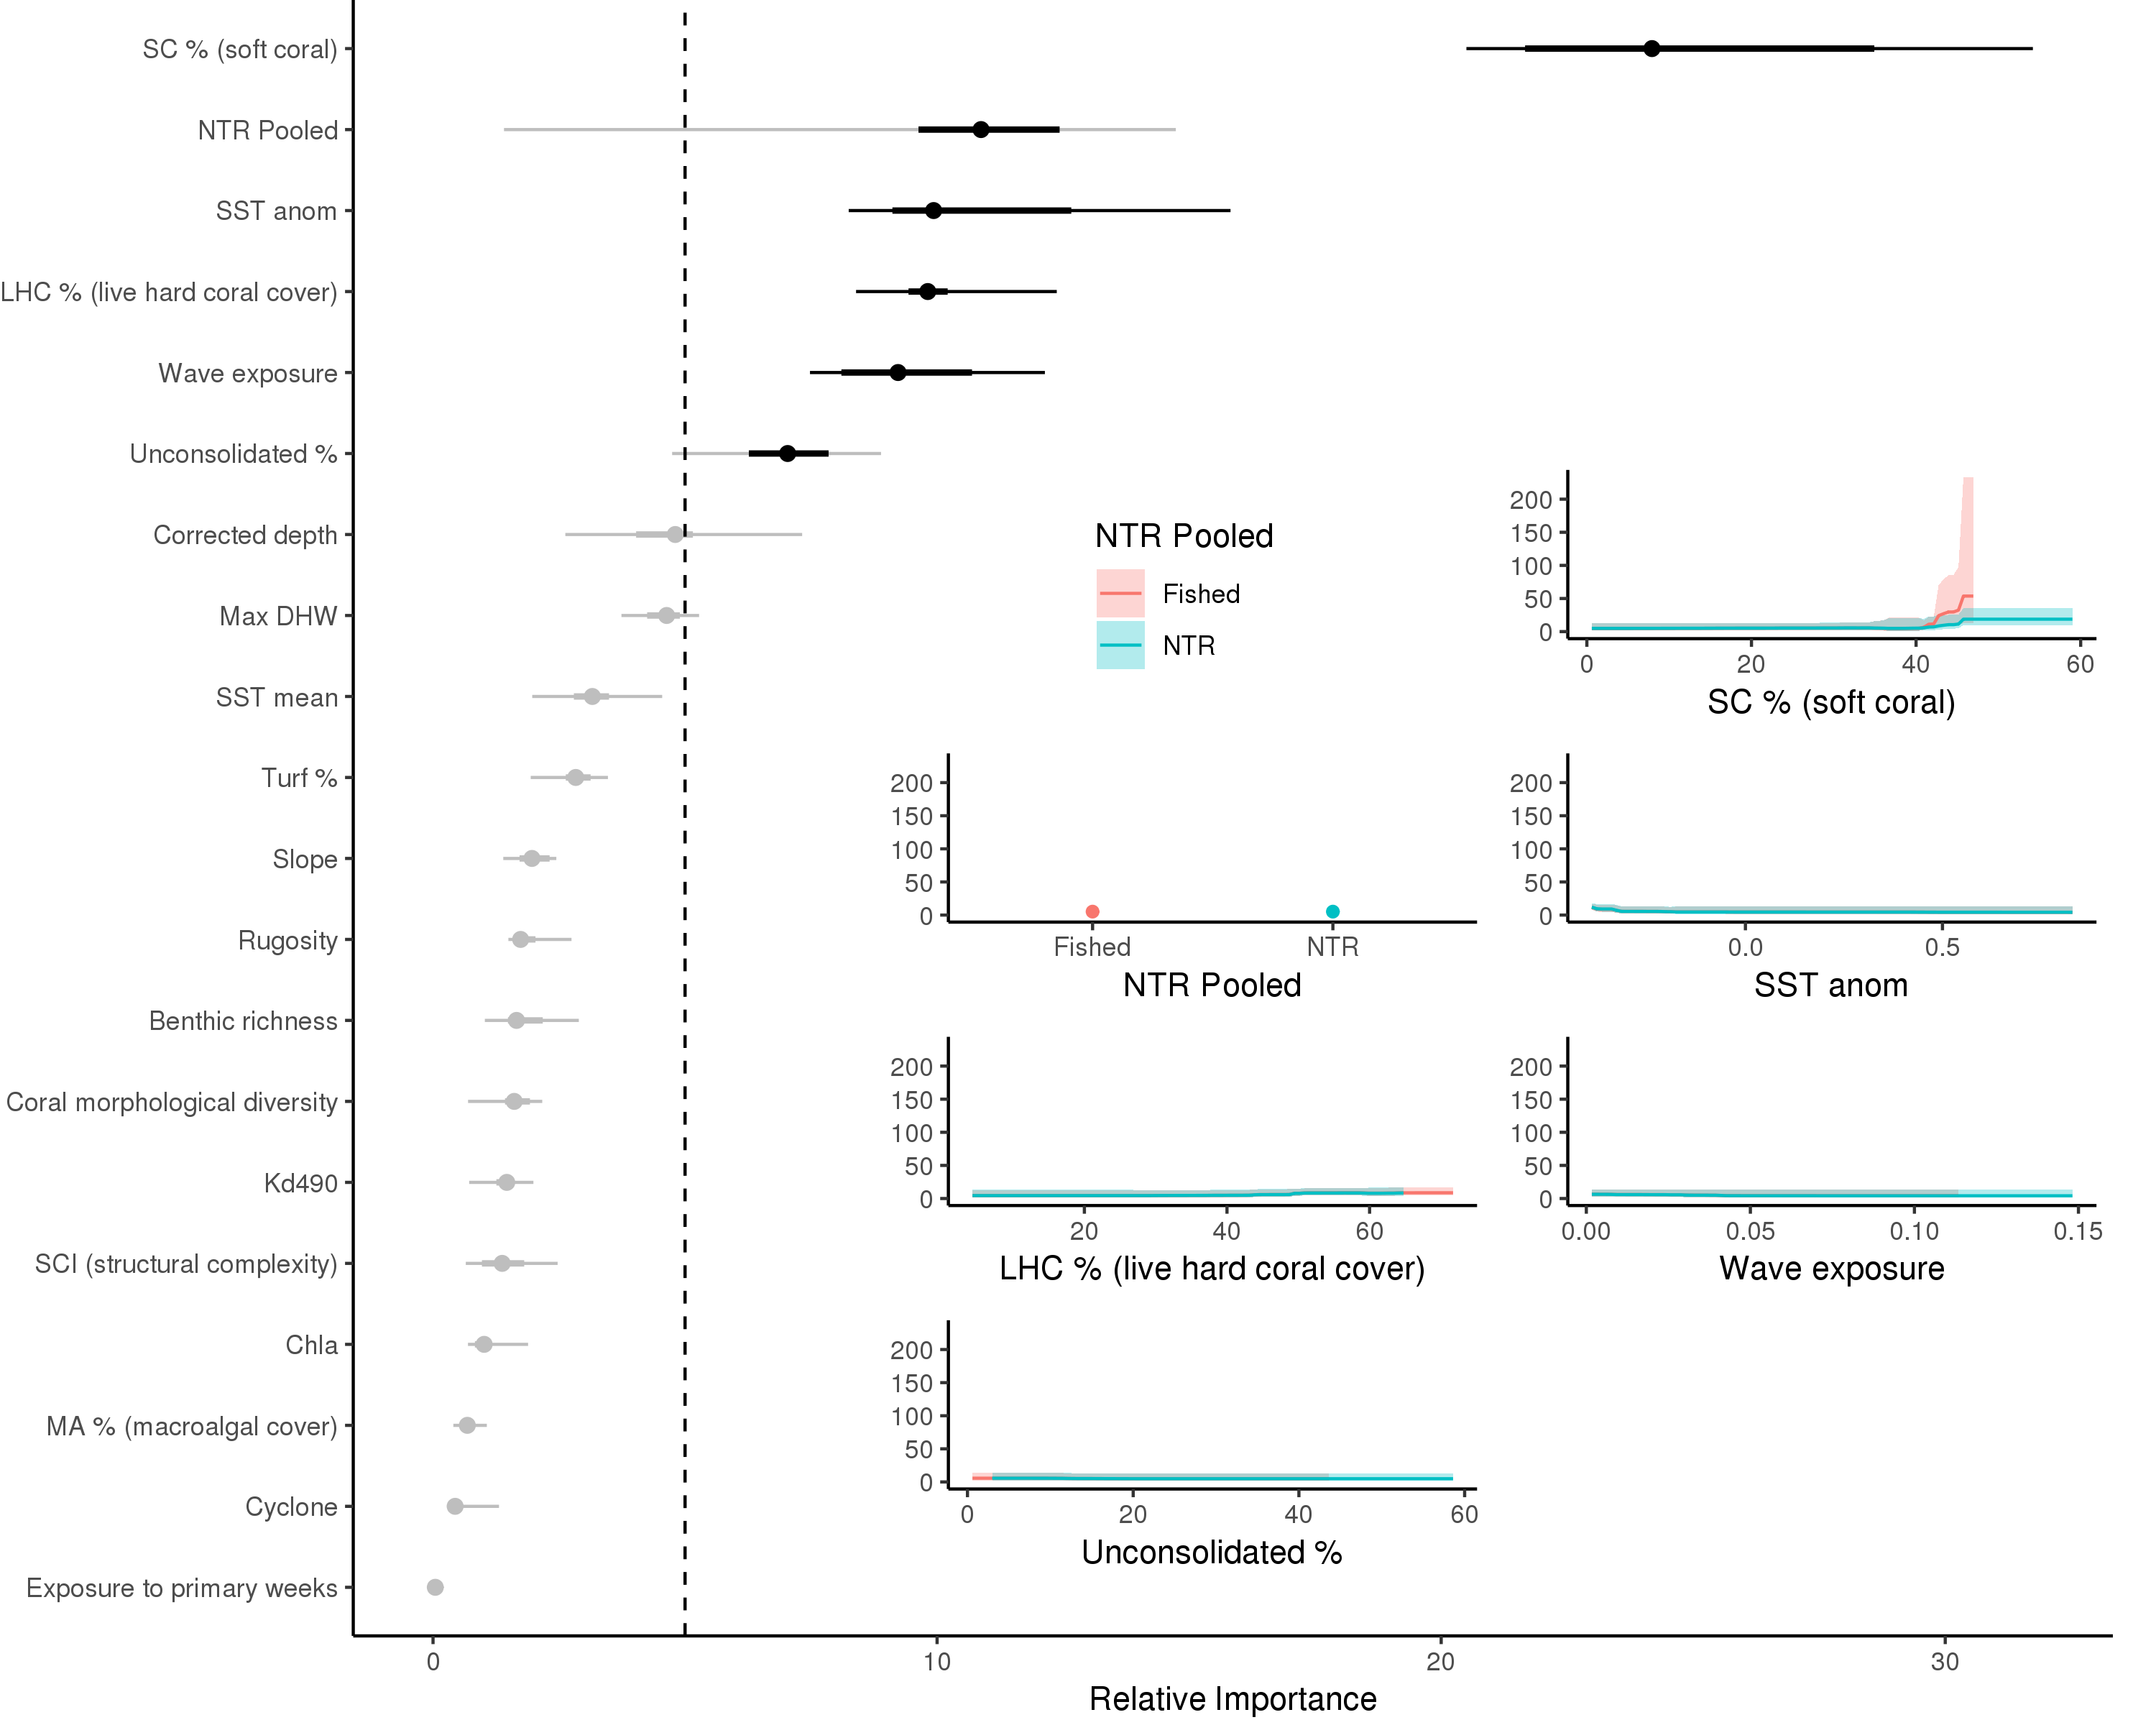 SC % (soft coral)
NTR Pooled
SST anom
LHC % (live hard coral cover)
Wave exposure
Unconsolidated %
Corrected depth
Max DHW
SST mean
Turf %
Slope
Rugosity
Benthic richness
Coral morphological diversity
Kd490
SCI (structural complexity)
Chla
MA % (macroalgal cover)
Cyclone
Exposure to primary weeks
0 10 20 30
Relative Importance
NTR Pooled
Fished
NTR
200
150
100
50
0
0 20 40 60
SC % (soft coral)
200
150
100
50
0
Fished NTR
NTR Pooled
200
150
100
50
0
0.0 0.5
SST anom
200
150
100
50
0
20 40 60
LHC % (live hard coral cover)
200
150
100
50
0
0.00 0.05 0.10 0.15
Wave exposure
200
150
100
50
0
0 20 40 60
Unconsolidated %